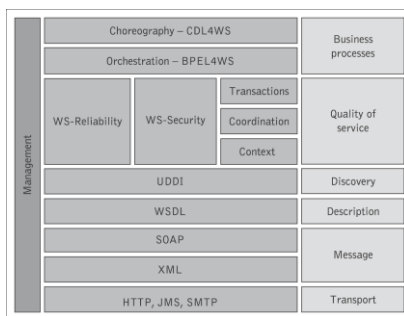 Choreography – CDL4WS
Business
processes
Orchestration – BPEL4WS
Management
WS-Reliability
WS-Security
Transactions
Coordination
Context
Quality of
service
UDDI
Discovery
WSDL
Description
SOAP
Message
XML
HTTP, JMS, SMTP
Transport